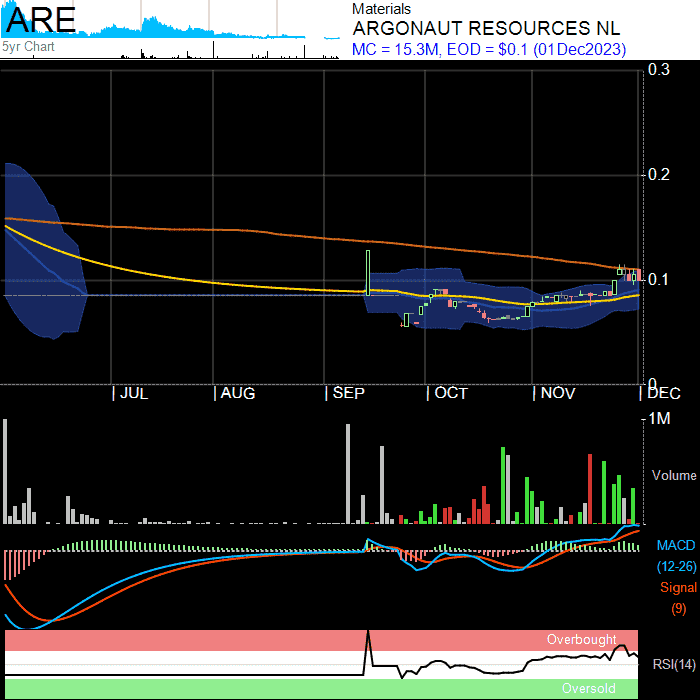 ARE
5yr Chart
Materials
ARGONAUT RESOURCES NL
MC = 15.3M, EOD = $0.1 (01Dec2023)
0.3
0.2
0.1
0
JUL
AUG
SEP
OCT
NOV
DEC
1M
Volume
MACD
(12-26)
Signal
(9)
Overbought
RSI(14)
Oversold